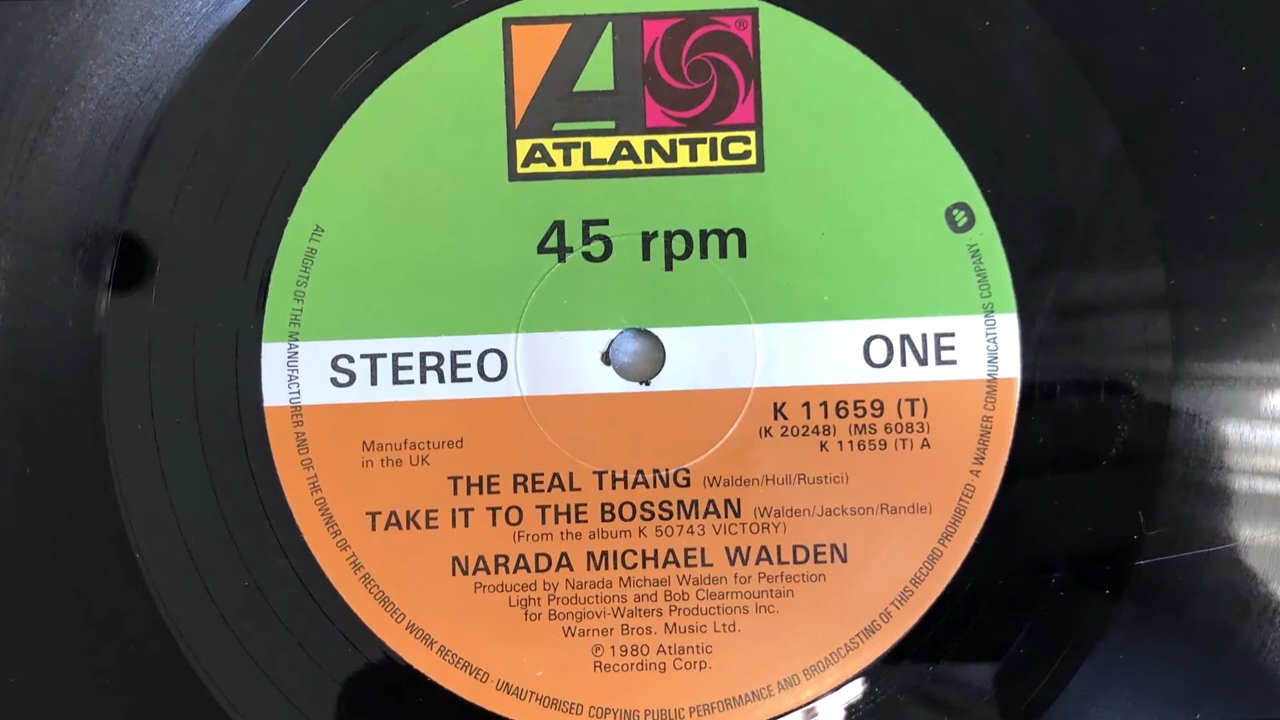 ATLANTIC
®
45 rpm
STEREO
ONE
K 11659 (T)
(K 20248) (MS 6083)
K 11659 (T) A
Manufactured
in the UK
THE REAL THANG (Walden/Hull/Rustici)
TAKE IT TO THE BOSSMAN (Walden/Jackson/Randle)
(From the album K 50743 VICTORY)
NARADA MICHAEL WALDEN
Produced by Narada Michael Walden for Perfection
Light Productions and Bob Clearmountain
for Bongiovi-Walters Productions Inc.
Warner Bros. Music Ltd.
℗ 1980 Atlantic
Recording Corp.
ALL RIGHTS OF THE MANUFACTURER AND OF THE OWNER OF THE RECORDED WORK RESERVED · UNAUTHORISED COPYING PUBLIC PERFORMANCE AND BROADCASTING OF THIS RECORD PROHIBITED · A WARNER COMMUNICATIONS COMPANY ·